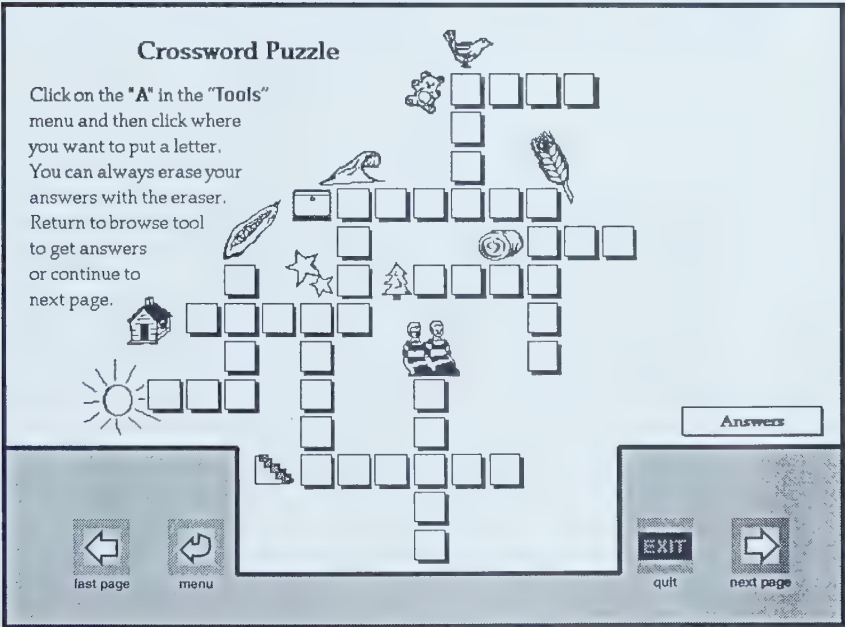 Crossword Puzzle
Click on the "A" in the "Tools"
menu and then click where
you want to put a letter.
You can always erase your
answers with the eraser.
Return to browse tool
to get answers
or continue to
next page.
Answers
last page
menu
EXIT
quit
next page